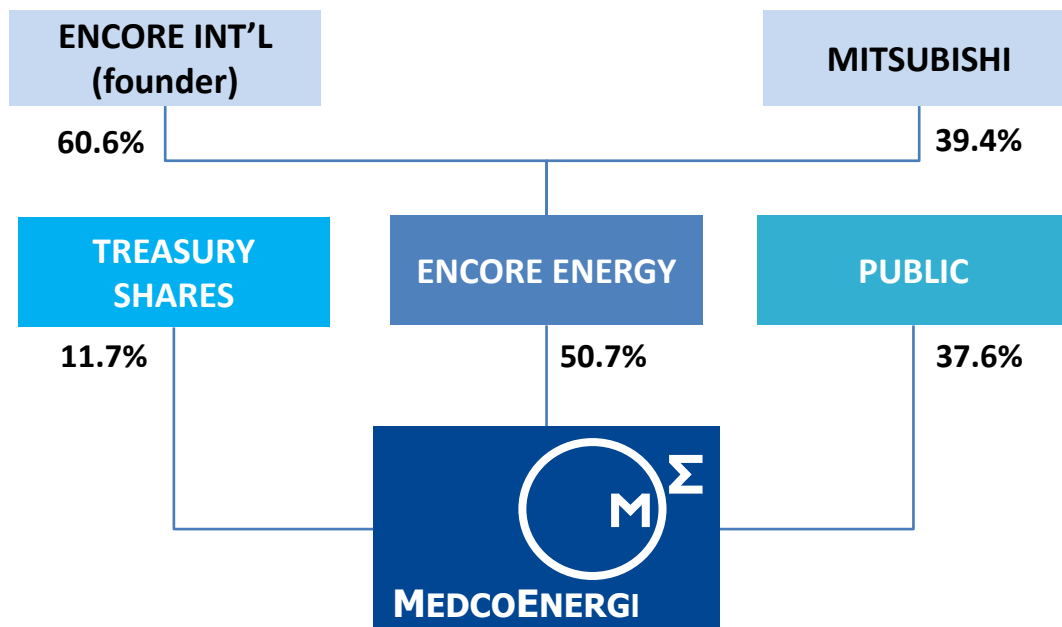 ENCORE INT’L
(founder)
MITSUBISHI
60.6%
39.4%
TREASURY
SHARES
ENCORE ENERGY
PUBLIC
11.7%
50.7%
37.6%
M Σ
MEDCOENERGI